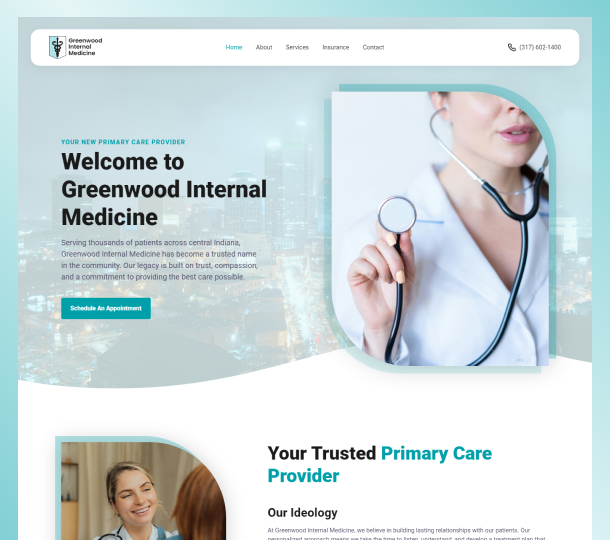 Greenwood
Internal
Medicine
Home
About
Services
Insurance
Contact
(317) 602-1400
YOUR NEW PRIMARY CARE PROVIDER
Welcome to
Greenwood Internal
Medicine
Serving thousands of patients across central Indiana,
Greenwood Internal Medicine has become a trusted name
in the community. Our legacy is built on trust, compassion,
and a commitment to providing the best care possible.
Schedule An Appointment
Your Trusted Primary Care
Provider
Our Ideology
At Greenwood Internal Medicine, we believe in building lasting relationships with our patients. Our
personalized approach means we take the time to listen, understand, and develop a treatment plan that